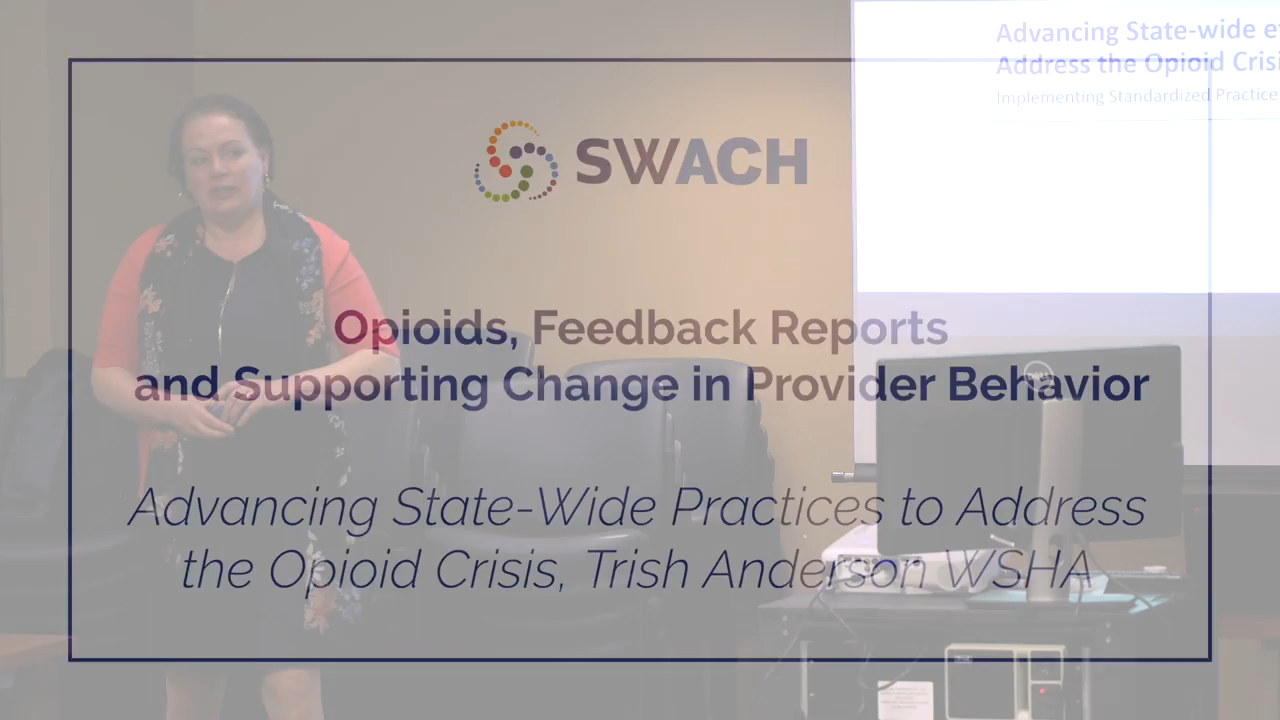 Advancing State-wide
Address the Opioid
Implementing Standardized Practice
SWACH
Opioids, Feedback Reports
and Supporting Change in Provider Behavior
Advancing State-Wide Practices to Address
the Opioid Crisis, Trish Anderson WSHA
DELL